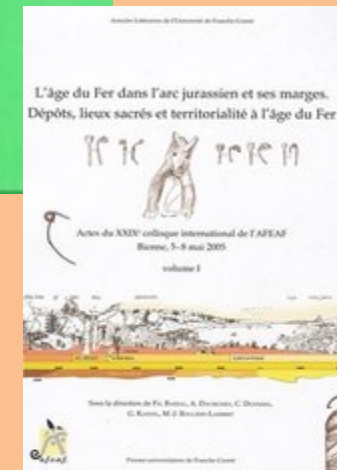 Annales Littéraires de l'Université de Franche-Comté
L'âge du Fer dans l'arc jurassien et ses marges.
Dépôts, lieux sacrés et territorialité à l'âge du Fer
Actes du XXIXe colloque international de l'AFEAF
Bienne, 5-8 mai 2005
volume I
Sous la direction de Ph. Barral, A. Daubigney, C. Dunning,
G. Kaenel, M.-J. Roulière-Lambert
afeaf
Presses universitaires de Franche-Comté